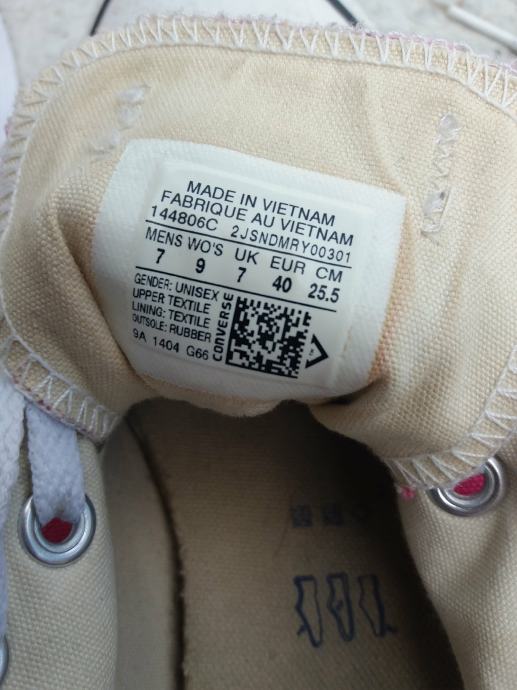 MADE IN VIETNAM
FABRIQUE AU VIETNAM
144806C 2JSNDMRY00301
MENS WO'S UK EUR CM
7 9 7 40 25.5
GENDER: UNISEX
UPPER: TEXTILE
LINING: TEXTILE
OUTSOLE: RUBBER
9A 1404 G66
CONVERSE